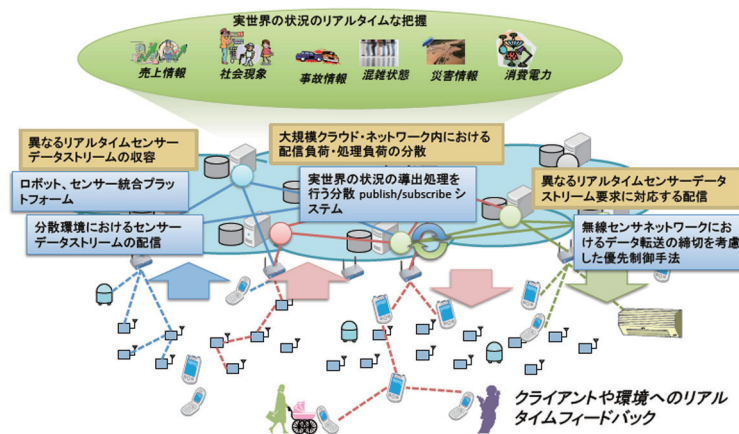 実世界の状況のリアルタイムな把握
売上情報
社会現象
事故情報
混雑状態
災害情報
消費電力
異なるリアルタイムセンサー
データストリームの収容
ロボット、センサー統合プラッ
トフォーム
分散環境におけるセンサー
データストリームの配信
大規模クラウド・ネットワーク内における
配信負荷・処理負荷の分散
実世界の状況の導出処理を
行う分散 publish/subscribe シ
ステム
異なるリアルタイムセンサーデータ
ストリーム要求に対応する配信
無線センサネットワークに
おけるデータ転送の締切を考慮
した優先制御手法
クライアントや環境へのリアル
タイムフィードバック